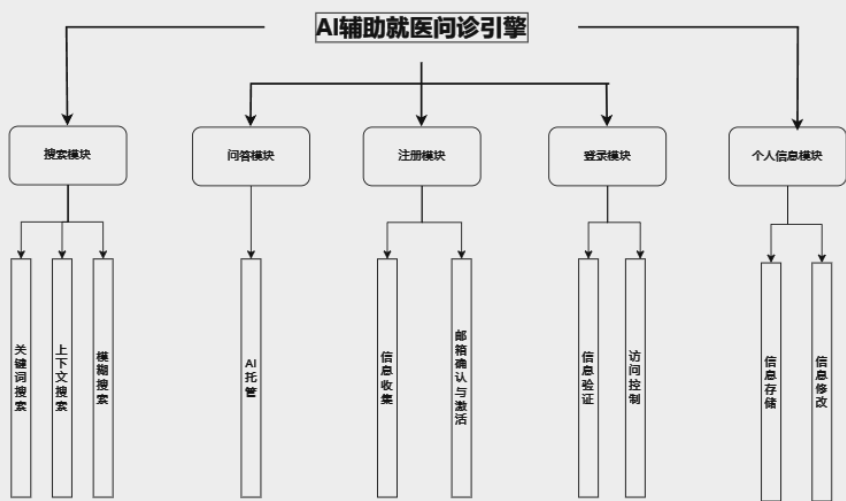 AI辅助就医问诊引擎
搜索模块
问答模块
注册模块
登录模块
个人信息模块
关键词搜索
上下文搜索
模糊搜索
AI托管
信息收集
邮箱确认与激活
信息验证
访问控制
信息存储
信息修改